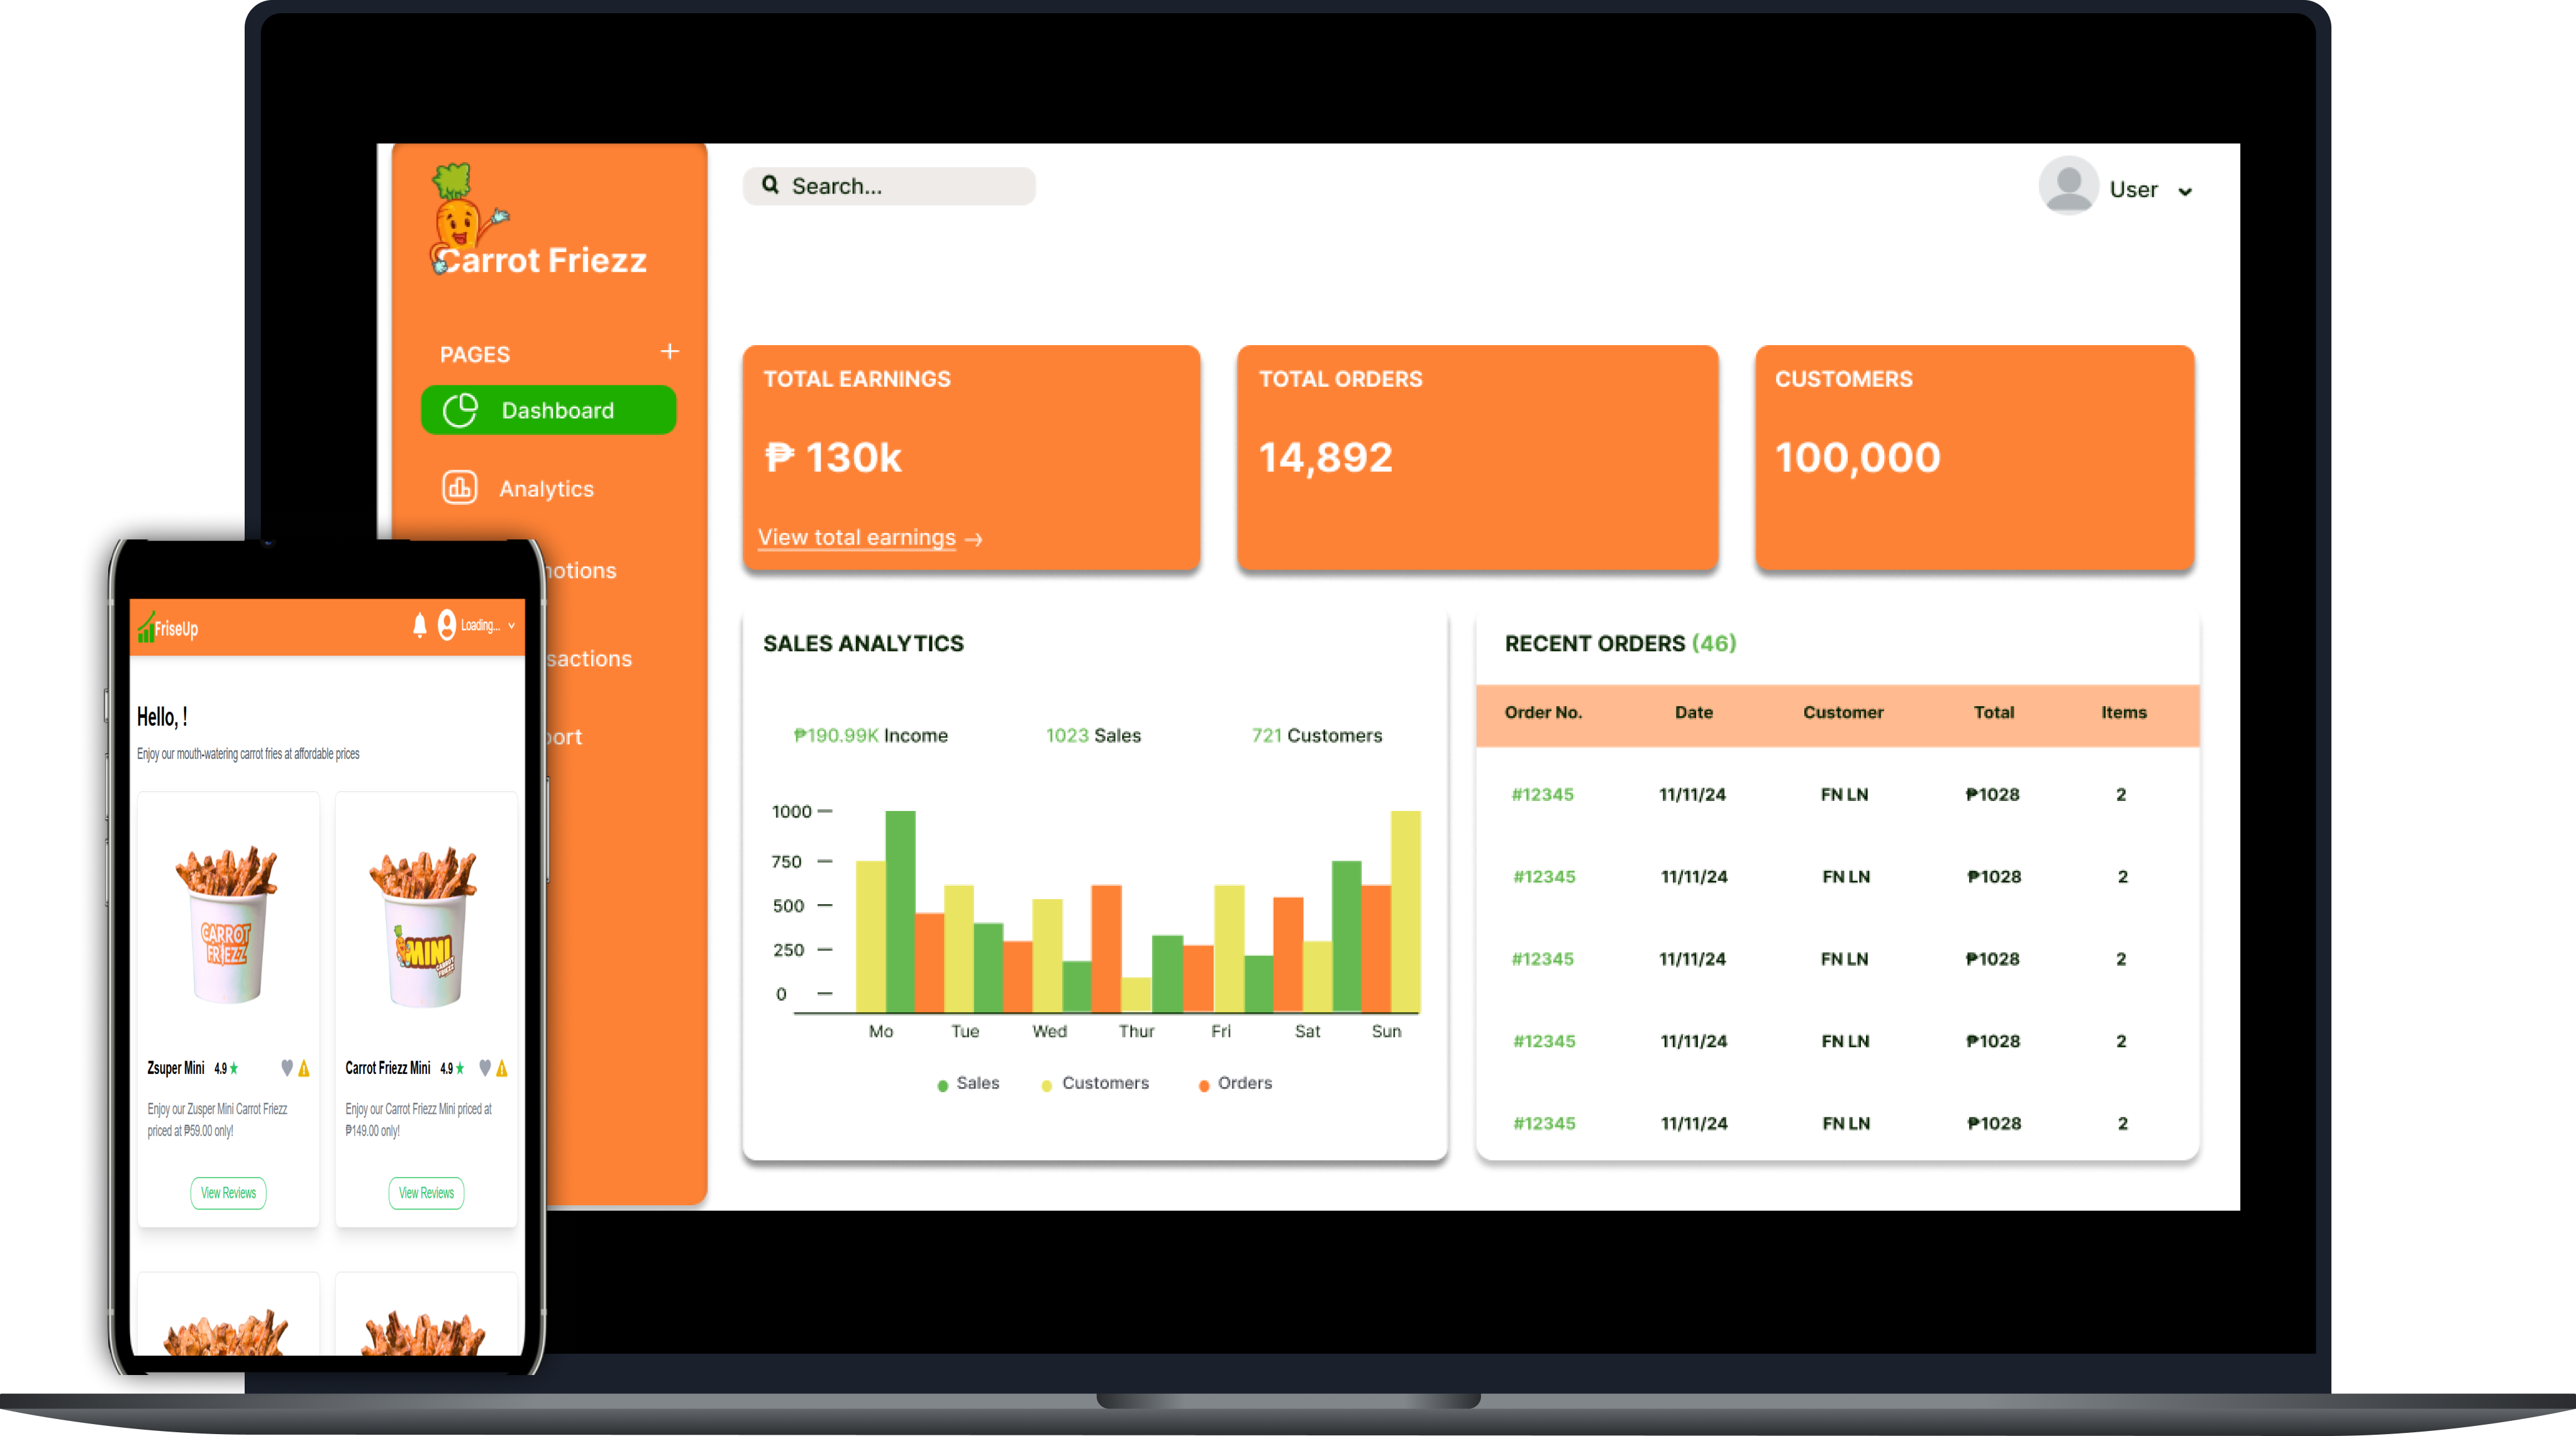 Carrot Friezz
PAGES +
Dashboard
Analytics
notions
sactions
port
Search...
User
TOTAL EARNINGS
₱ 130k
View total earnings →
TOTAL ORDERS
14,892
CUSTOMERS
100,000
SALES ANALYTICS
₱190.99K Income 1023 Sales 721 Customers
1000
750
500
250
0
Mo Tue Wed Thur Fri Sat Sun
Sales Customers Orders
RECENT ORDERS (46)
Order No. Date Customer Total Items
#12345 11/11/24 FN LN ₱1028 2
#12345 11/11/24 FN LN ₱1028 2
#12345 11/11/24 FN LN ₱1028 2
#12345 11/11/24 FN LN ₱1028 2
#12345 11/11/24 FN LN ₱1028 2
FriseUp
Loading...
Hello, !
Enjoy our mouth-watering carrot fries at affordable prices
CARROT
FRIEZZ
MINI
CARROT
FRIEZZ
Zsuper Mini 4.9
Enjoy our Zusper Mini Carrot Friezz
priced at ₱59.00 only!
View Reviews
Carrot Friezz Mini 4.9
Enjoy our Carrot Friezz Mini priced at
₱149.00 only!
View Reviews